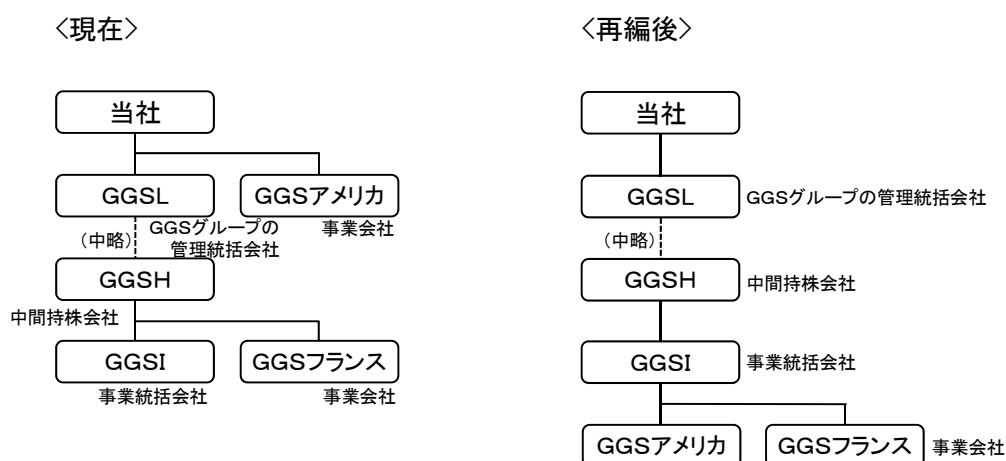 〈現在〉
当社
GGSL
GGSアメリカ
GGSグループの
管理統括会社
事業会社
（中略）
GGSH
中間持株会社
GGSI
GGSフランス
事業統括会社
事業会社
〈再編後〉
当社
GGSL
GGSグループの管理統括会社
（中略）
GGSH
中間持株会社
GGSI
事業統括会社
GGSアメリカ
GGSフランス
事業会社